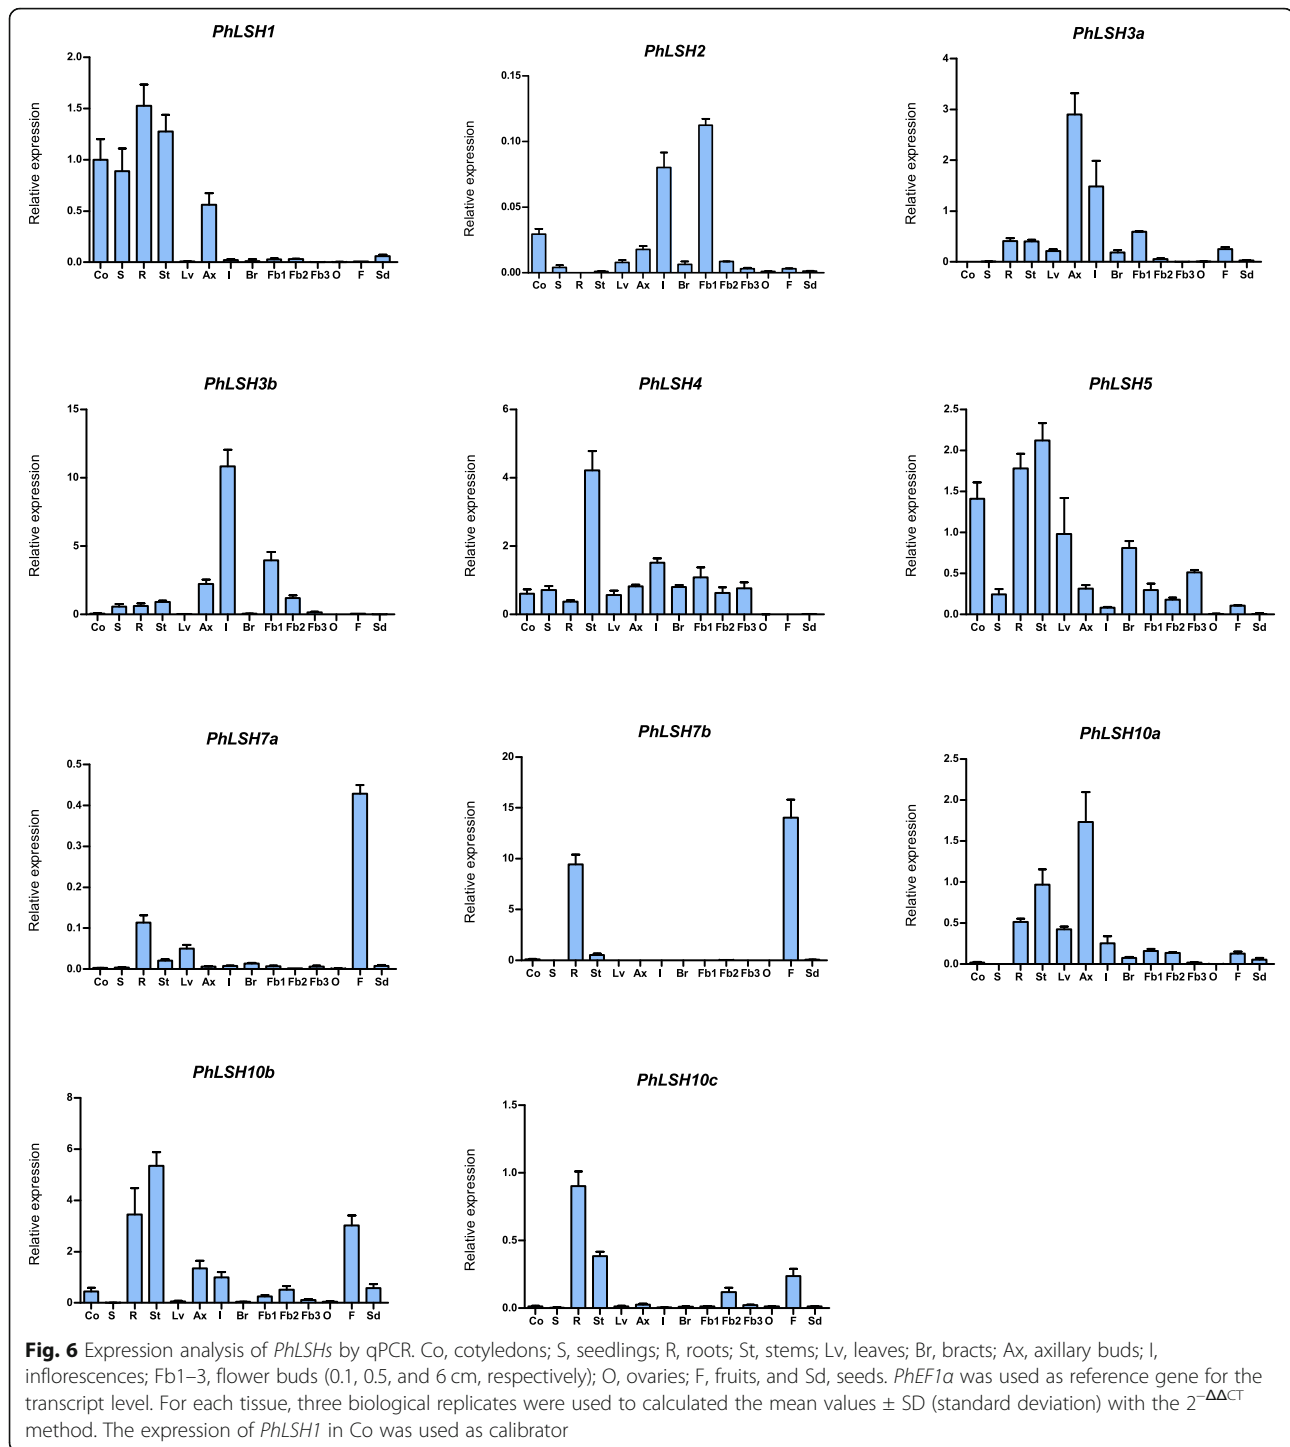 PhLSH1
Relative expression
2.0
1.5
1.0
0.5
0.0
Co S R St Lv Ax I Br Fb1 Fb2 Fb3 O F Sd
PhLSH2
Relative expression
0.15
0.10
0.05
0.00
Co S R St Lv Ax I Br Fb1 Fb2 Fb3 O F Sd
PhLSH3a
Relative expression
4
3
2
1
0
Co S R St Lv Ax I Br Fb1 Fb2 Fb3 O F Sd
PhLSH3b
Relative expression
15
10
5
0
Co S R St Lv Ax I Br Fb1 Fb2 Fb3 O F Sd
PhLSH4
Relative expression
6
4
2
0
Co S R St Lv Ax I Br Fb1 Fb2 Fb3 O F Sd
PhLSH5
Relative expression
2.5
2.0
1.5
1.0
0.5
0.0
Co S R St Lv Ax I Br Fb1 Fb2 Fb3 O F Sd
PhLSH7a
Relative expression
0.5
0.4
0.3
0.2
0.1
0.0
Co S R St Lv Ax I Br Fb1 Fb2 Fb3 O F Sd
PhLSH7b
Relative expression
20
15
10
5
0
Co S R St Lv Ax I Br Fb1 Fb2 Fb3 O F Sd
PhLSH10a
Relative expression
2.5
2.0
1.5
1.0
0.5
0.0
Co S R St Lv Ax I Br Fb1 Fb2 Fb3 O F Sd
PhLSH10b
Relative expression
8
6
4
2
0
Co S R St Lv Ax I Br Fb1 Fb2 Fb3 O F Sd
PhLSH10c
Relative expression
1.5
1.0
0.5
0.0
Co S R St Lv Ax I Br Fb1 Fb2 Fb3 O F Sd
Fig. 6 Expression analysis of PhLSHs by qPCR. Co, cotyledons; S, seedlings; R, roots; St, stems; Lv, leaves; Br, bracts; Ax, axillary buds; I,
inflorescences; Fb1–3, flower buds (0.1, 0.5, and 6 cm, respectively); O, ovaries; F, fruits, and Sd, seeds. PhEF1α was used as reference gene for the
transcript level. For each tissue, three biological replicates were used to calculated the mean values ± SD (standard deviation) with the 2−ΔΔCT
method. The expression of PhLSH1 in Co was used as calibrator